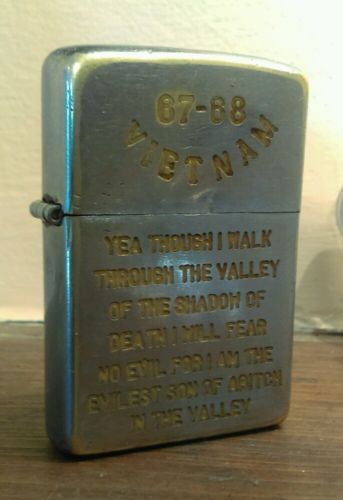 67-68
VIETNAM
YEA THOUGH I WALK
THROUGH THE VALLEY
OF THE SHADOW OF
DEATH I WILL FEAR
NO EVIL FOR I AM THE
EVILEST SON OF ABITCH
IN THE VALLEY